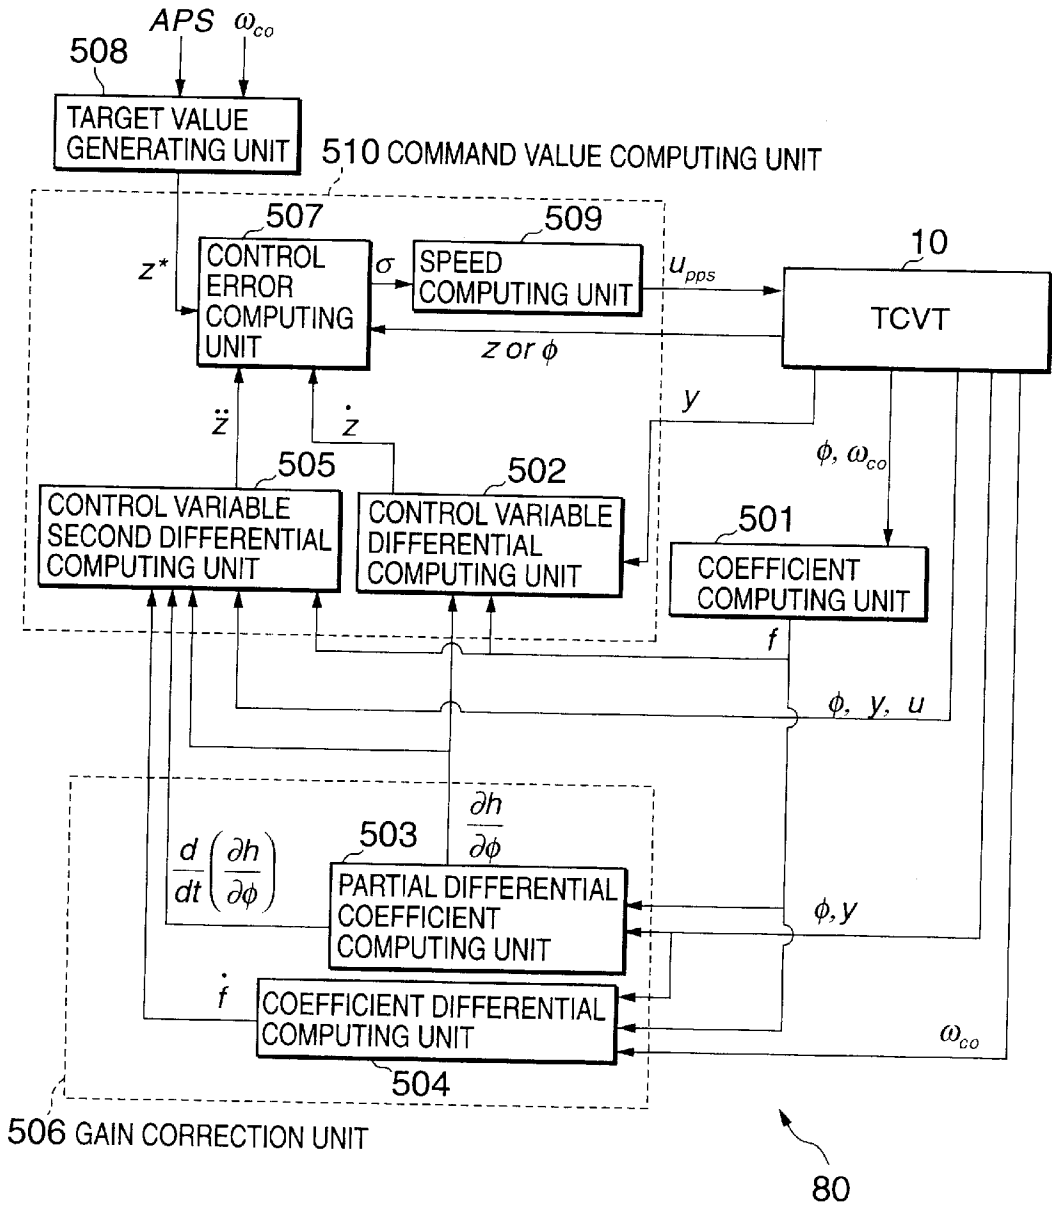 APS ω_co
508
TARGET VALUE
GENERATING UNIT
510 COMMAND VALUE COMPUTING UNIT
507
509
10
z*
CONTROL
ERROR
COMPUTING
UNIT
σ
SPEED
COMPUTING UNIT
u_pps
TCVT
z or ϕ
z̈
ż
y
ϕ, ω_co
505
502
501
CONTROL VARIABLE
SECOND DIFFERENTIAL
COMPUTING UNIT
CONTROL VARIABLE
DIFFERENTIAL
COMPUTING UNIT
COEFFICIENT
COMPUTING UNIT
f
ϕ, y, u
∂h/∂ϕ
503
d/dt (∂h/∂ϕ)
PARTIAL DIFFERENTIAL
COEFFICIENT
COMPUTING UNIT
ϕ, y
ḟ
COEFFICIENT DIFFERENTIAL
COMPUTING UNIT
ω_co
504
506 GAIN CORRECTION UNIT
80